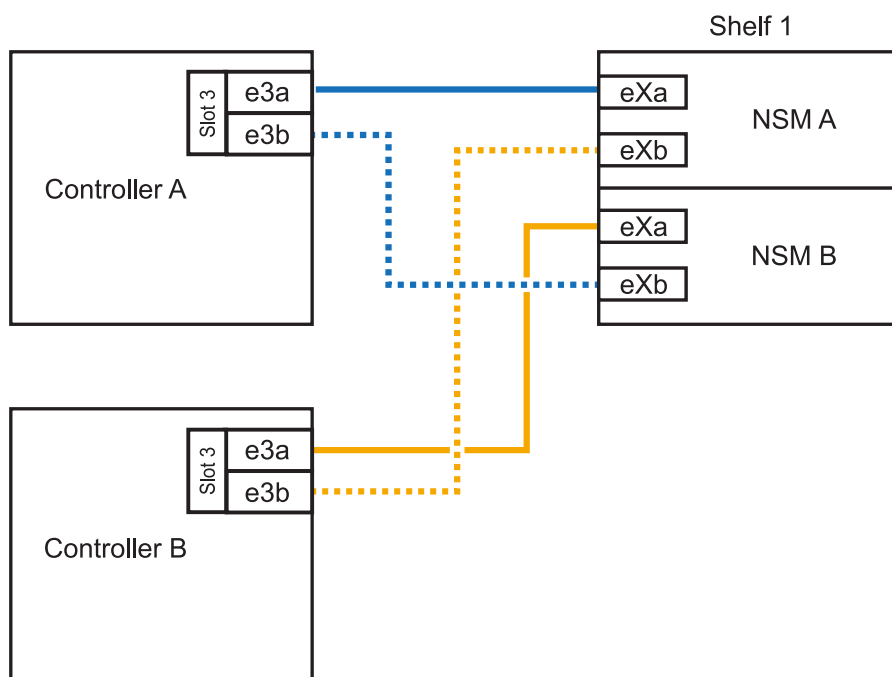 Shelf 1
Slot 3
e3a
e3b
Controller A
eXa
NSM A
eXb
eXa
NSM B
eXb
Slot 3
e3a
e3b
Controller B